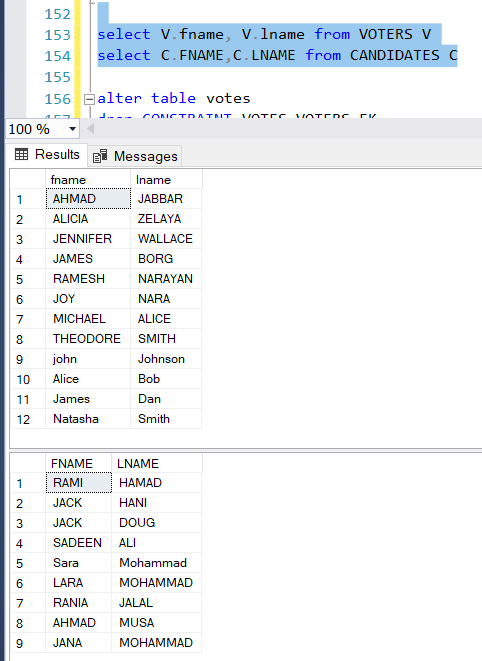 152
153 select V.fname, V.lname from VOTERS V
154 select C.FNAME,C.LNAME from CANDIDATES C
155
156 alter table votes
100 %
Results Messages
fname lname
1 AHMAD JABBAR
2 ALICIA ZELAYA
3 JENNIFER WALLACE
4 JAMES BORG
5 RAMESH NARAYAN
6 JOY NARA
7 MICHAEL ALICE
8 THEODORE SMITH
9 john Johnson
10 Alice Bob
11 James Dan
12 Natasha Smith
FNAME LNAME
1 RAMI HAMAD
2 JACK HANI
3 JACK DOUG
4 SADEEN ALI
5 Sara Mohammad
6 LARA MOHAMMAD
7 RANIA JALAL
8 AHMAD MUSA
9 JANA MOHAMMAD